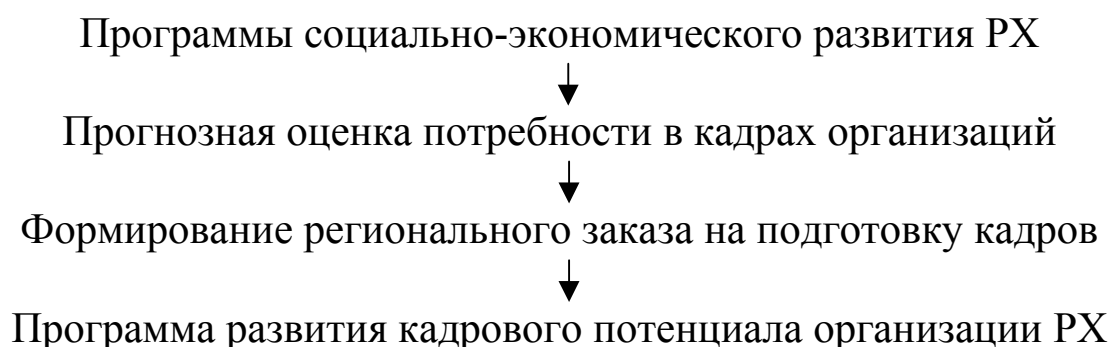 Программы социально-экономического развития РХ
Прогнозная оценка потребности в кадрах организаций
Формирование регионального заказа на подготовку кадров
Программа развития кадрового потенциала организации РХ